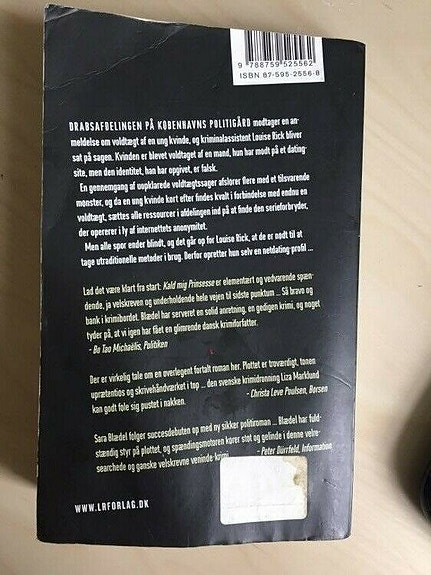 9 788759 525562
ISBN 87-595-2556-8
DRABSAFDELINGEN PÅ KØBENHAVNS POLITIGÅRD modtager en an-
meldelse om voldtægt af en ung kvinde, og kriminalassistent Louise Rick bliver
sat på sagen. Kvinden er blevet voldtaget af en mand, hun har mødt på et dating-
site, men den identitet, han har opgivet, er falsk.
En gennemgang af uopklarede voldtægtssager afslører flere med et tilsvarende
mønster, og da en ung kvinde kort efter findes kvalt i forbindelse med endnu en
voldtægt, sættes alle ressourcer i afdelingen ind på at finde den serieforbryder,
der opererer i ly af internettets anonymitet.
Men alle spor ender blindt, og det går op for Louise Rick, at de er nødt til at
tage utraditionelle metoder i brug. Derfor opretter hun selv en netdating-profil ...
Lad det være klart fra start: Kald mig Prinsesse er elementært og vedvarende spæn-
dende, ja velskreven og underholdende hele vejen til sidste punktum ... Så bravo og
bank i krimibordet. Blædel har serveret en solid anretning, en gedigen krimi, og noget
tyder på, at vi igen har fået en glimrende dansk krimiforfatter.
- Bo Tao Michaëlis, Politiken
Der er virkelig tale om en overlegent fortalt roman her. Plottet er troværdigt, tonen
uprætentiøs og skrivehåndværket i top ... den svenske krimidronning Liza Marklund
kan godt føle sig pustet i nakken.
- Christa Leve Poulsen, Børsen
Sara Blædel følger succesdebuten op med ny sikker politiroman ... Blædel har fuld-
stændig styr på plottet, og spændingsmotoren kører støt og gelinde i denne velre-
searchede og ganske velskrevne veninde-krimi
- Peter Dürrfeld, Information
WWW.LRFORLAG.DK